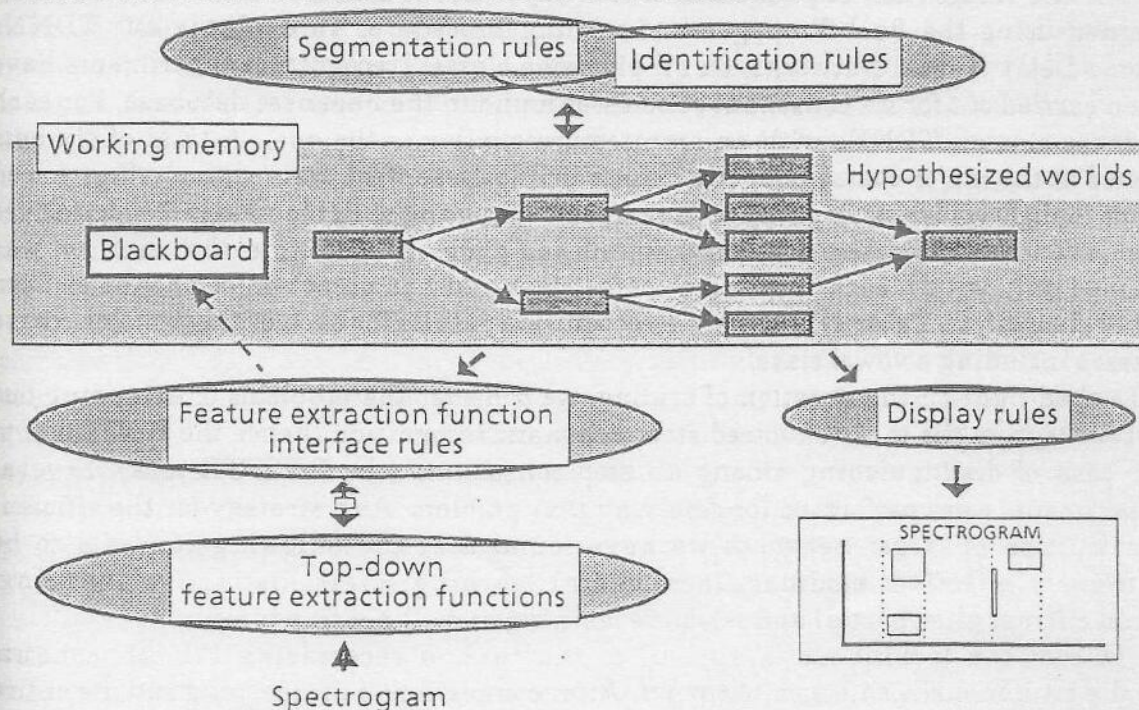 Segmentation rules
Identification rules
Working memory
Hypothesized worlds
Blackboard
Feature extraction function
interface rules
Display rules
Top-down
feature extraction functions
SPECTROGRAM
Spectrogram